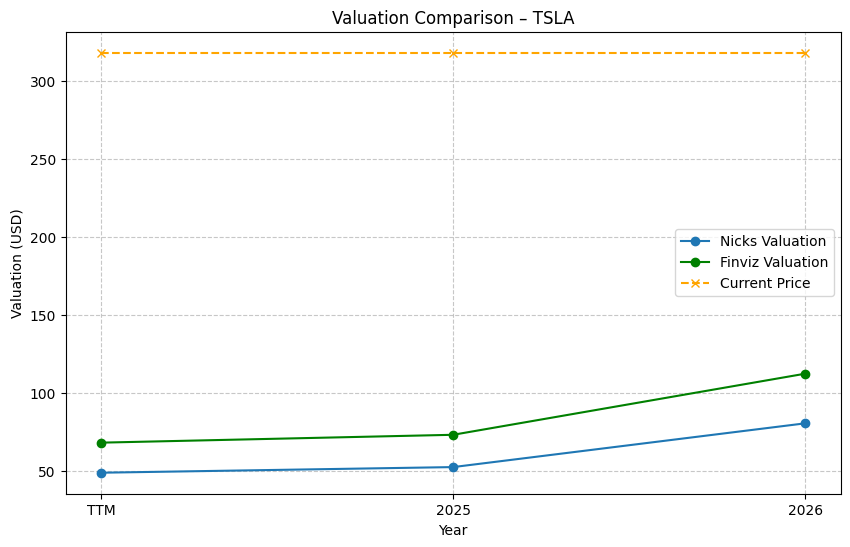 Valuation Comparison – TSLA
Valuation (USD)
300
250
200
150
100
50
Nicks Valuation
Finviz Valuation
Current Price
TTM
2025
2026
Year